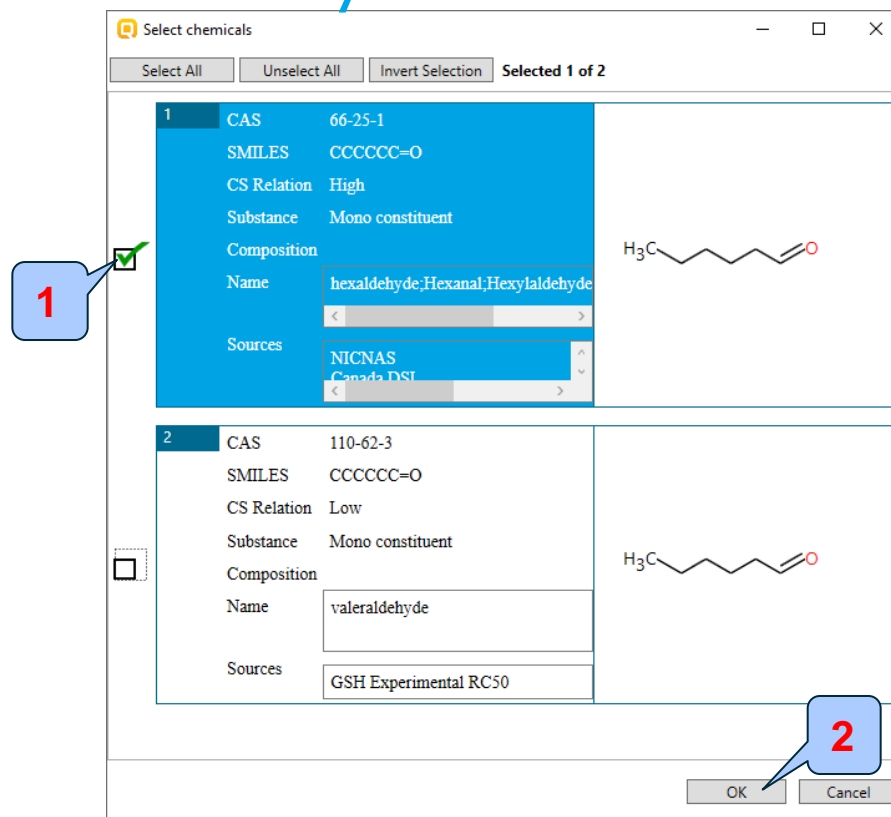 Select chemicals
Select All Unselect All Invert Selection Selected 1 of 2
1
CAS 66-25-1
SMILES CCCCCC=O
CS Relation High
Substance Mono constituent
Composition
Name hexaldehyde;Hexanal;Hexylaldehyde
Sources NICNAS
Canada DSL
H3C O
1
2
CAS 110-62-3
SMILES CCCCCC=O
CS Relation Low
Substance Mono constituent
Composition
Name valeraldehyde
Sources GSH Experimental RC50
H3C O
2
OK Cancel